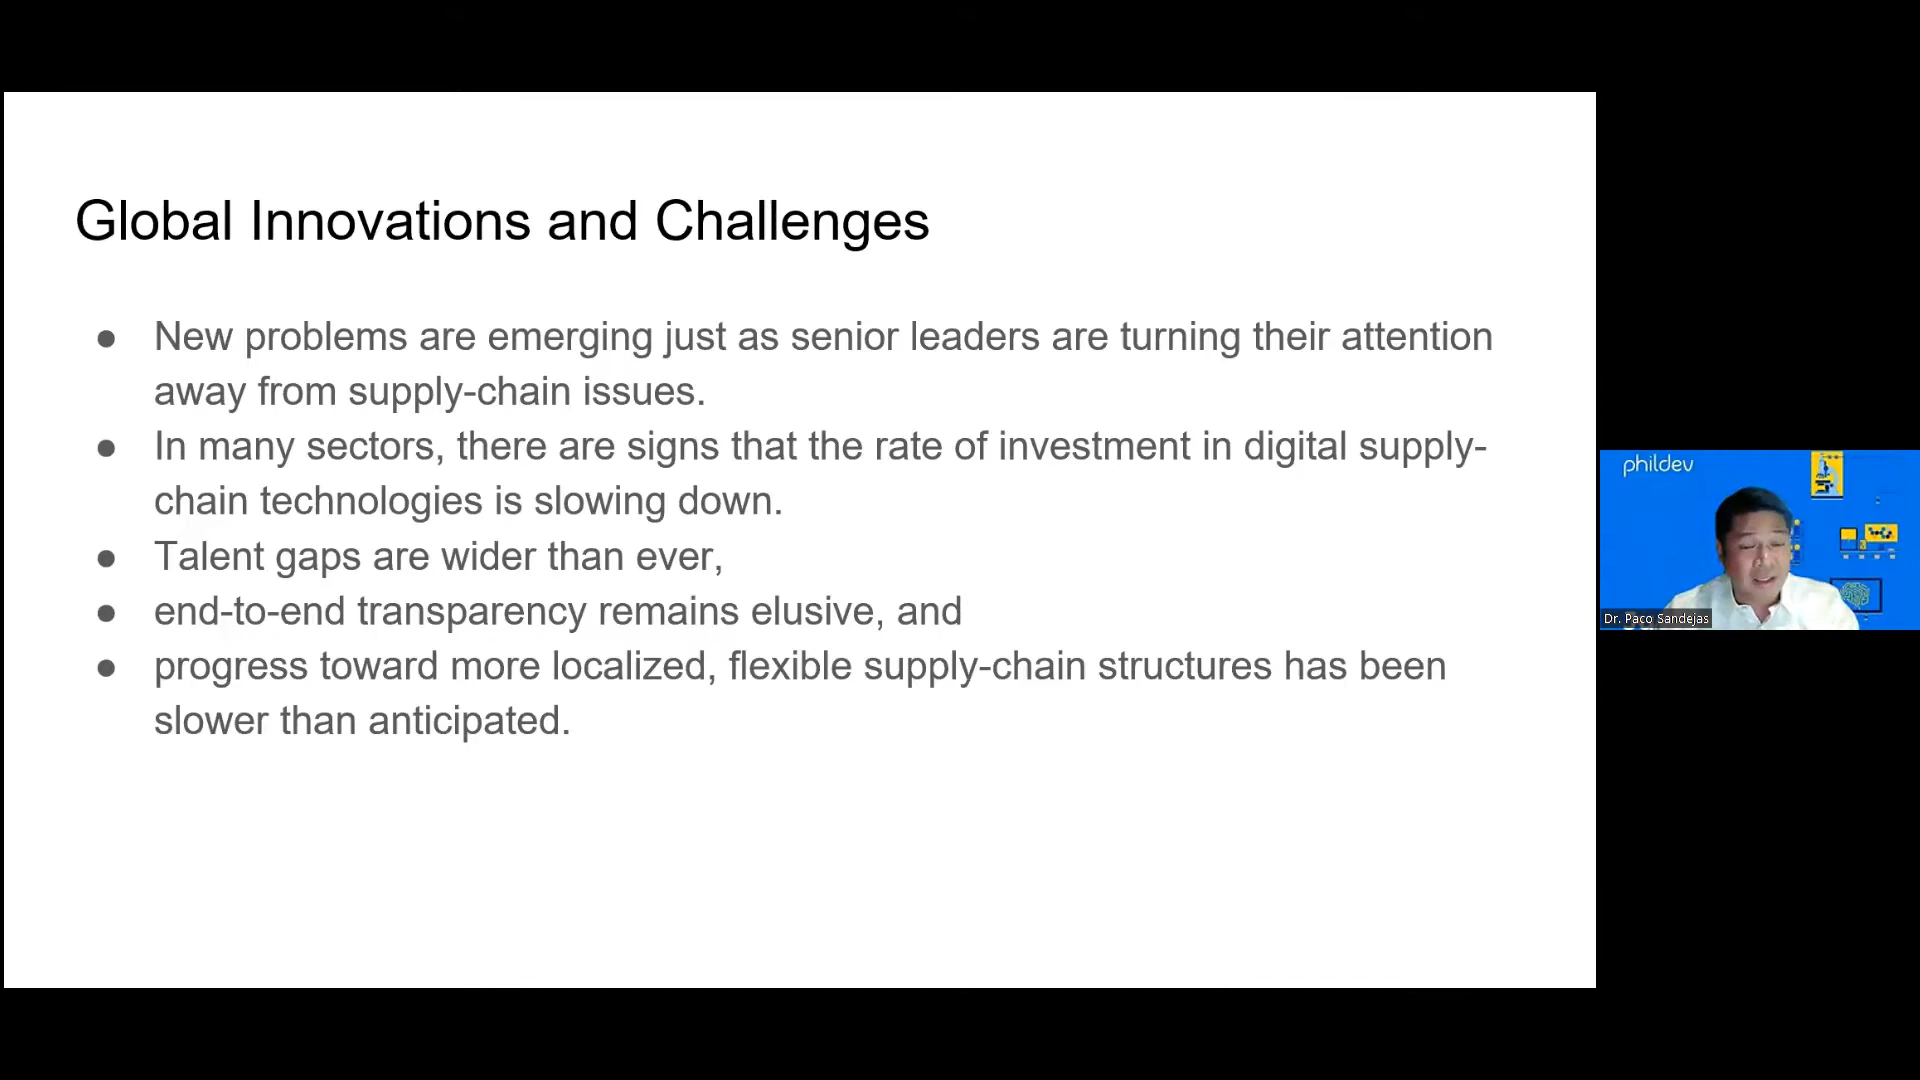 Global Innovations and Challenges
● New problems are emerging just as senior leaders are turning their attention
away from supply-chain issues.
● In many sectors, there are signs that the rate of investment in digital supply-
chain technologies is slowing down.
● Talent gaps are wider than ever,
● end-to-end transparency remains elusive, and
● progress toward more localized, flexible supply-chain structures has been
slower than anticipated.
phildev
Dr. Paco Sandejas